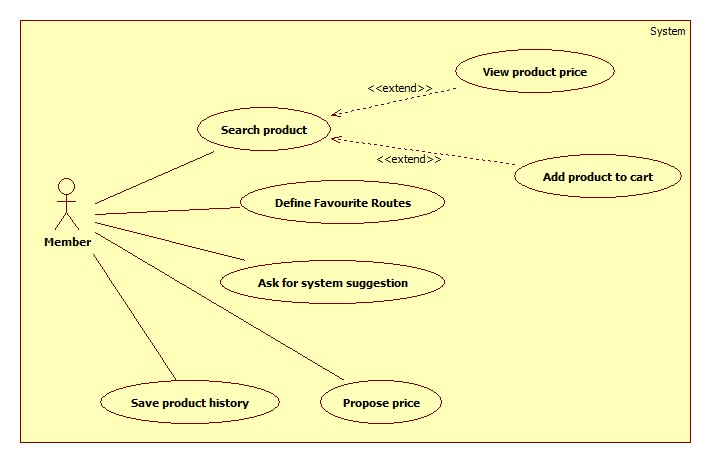 System
View product price
<<extend>>
Search product
<<extend>>
Add product to cart
Define Favourite Routes
Member
Ask for system suggestion
Save product history
Propose price